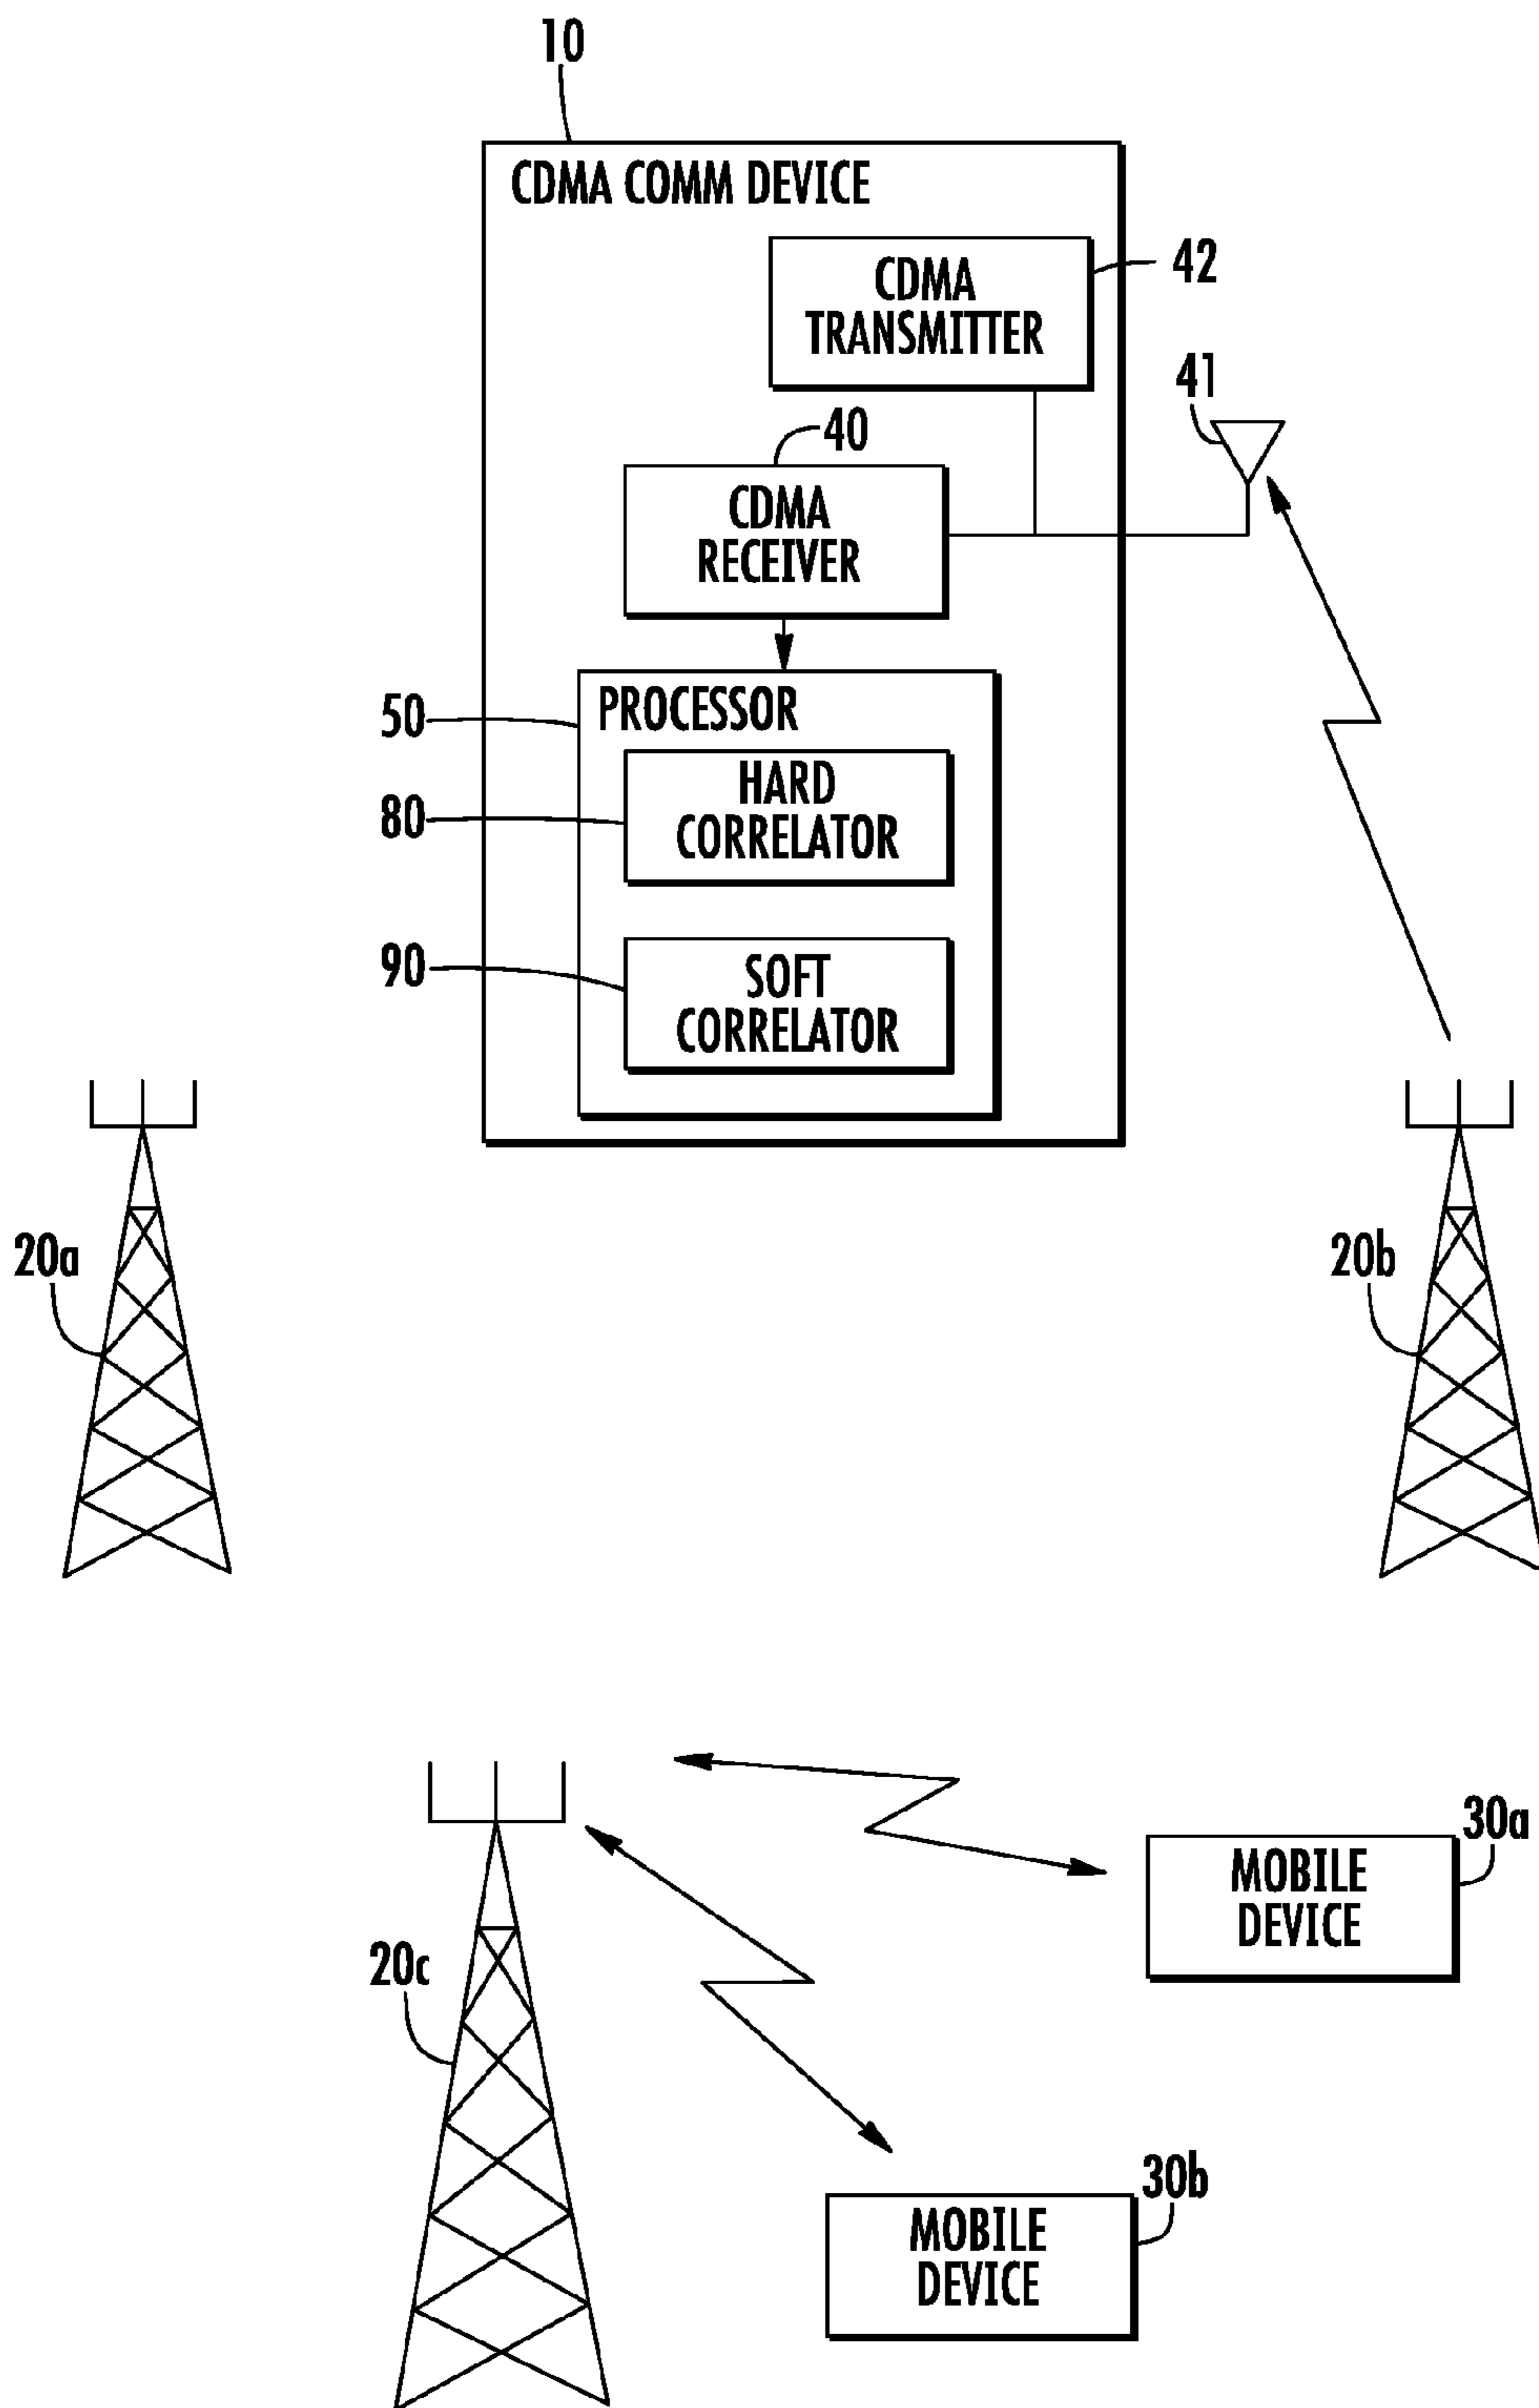 10
CDMA COMM DEVICE
CDMA
TRANSMITTER
42
41
40
CDMA
RECEIVER
50
PROCESSOR
80
HARD
CORRELATOR
90
SOFT
CORRELATOR
20a
20b
20c
MOBILE
DEVICE
30a
MOBILE
DEVICE
30b